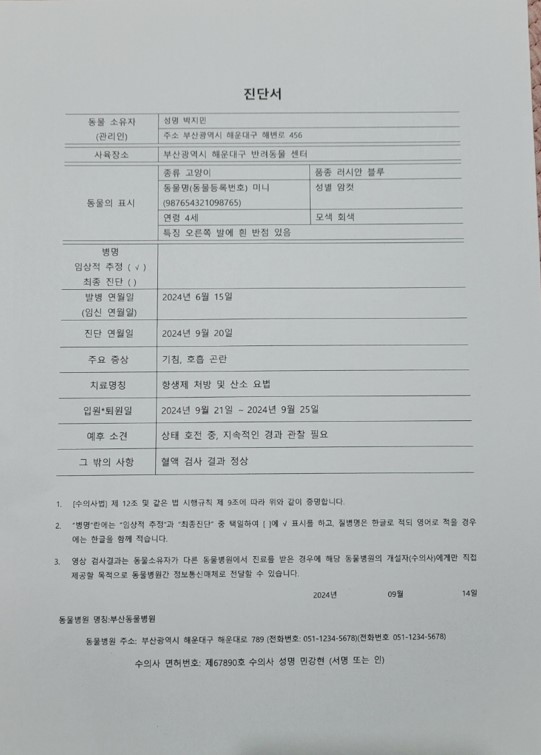 진단서
동물 소유자 성명 박지민
(관리인) 주소 부산광역시 해운대구 해변로 456
사육장소 부산광역시 해운대구 반려동물 센터
종류 고양이 품종 러시안 블루
동물의 표시 동물명(동물등록번호) 미니 성별 암컷
(987654321098765)
연령 4세 모색 회색
특징 오른쪽 발에 흰 반점 있음
병명
임상적 추정 ( √ )
최종 진단 ( )
발병 연월일 2024년 6월 15일
(임신 연월일)
진단 연월일 2024년 9월 20일
주요 증상 기침, 호흡 곤란
치료명칭 항생제 처방 및 산소 요법
입원*퇴원일 2024년 9월 21일 ~ 2024년 9월 25일
예후 소견 상태 호전 중, 지속적인 경과 관찰 필요
그 밖의 사항 혈액 검사 결과 정상
1. [수의사법] 제 12조 및 같은 법 시행규칙 제 9조에 따라 위와 같이 증명합니다.
2. "병명"란에는 "임상적 추정"과 "최종진단" 중 택일하여 [ ]에 √ 표시를 하고, 질병명은 한글로 적되 영어로 적을 경우
에는 한글을 함께 적습니다.
3. 영상 검사결과는 동물소유자가 다른 동물병원에서 진료를 받은 경우에 해당 동물병원의 개설자(수의사)에게만 직접
제공할 목적으로 동물병원간 정보통신매체로 전달할 수 있습니다.
2024년 09월 14일
동물병원 명칭:부산동물병원
동물병원 주소: 부산광역시 해운대구 해운대로 789 (전화번호: 051-1234-5678)(전화번호 051-1234-5678)
수의사 면허번호: 제67890호 수의사 성명 민강현 (서명 또는 인)